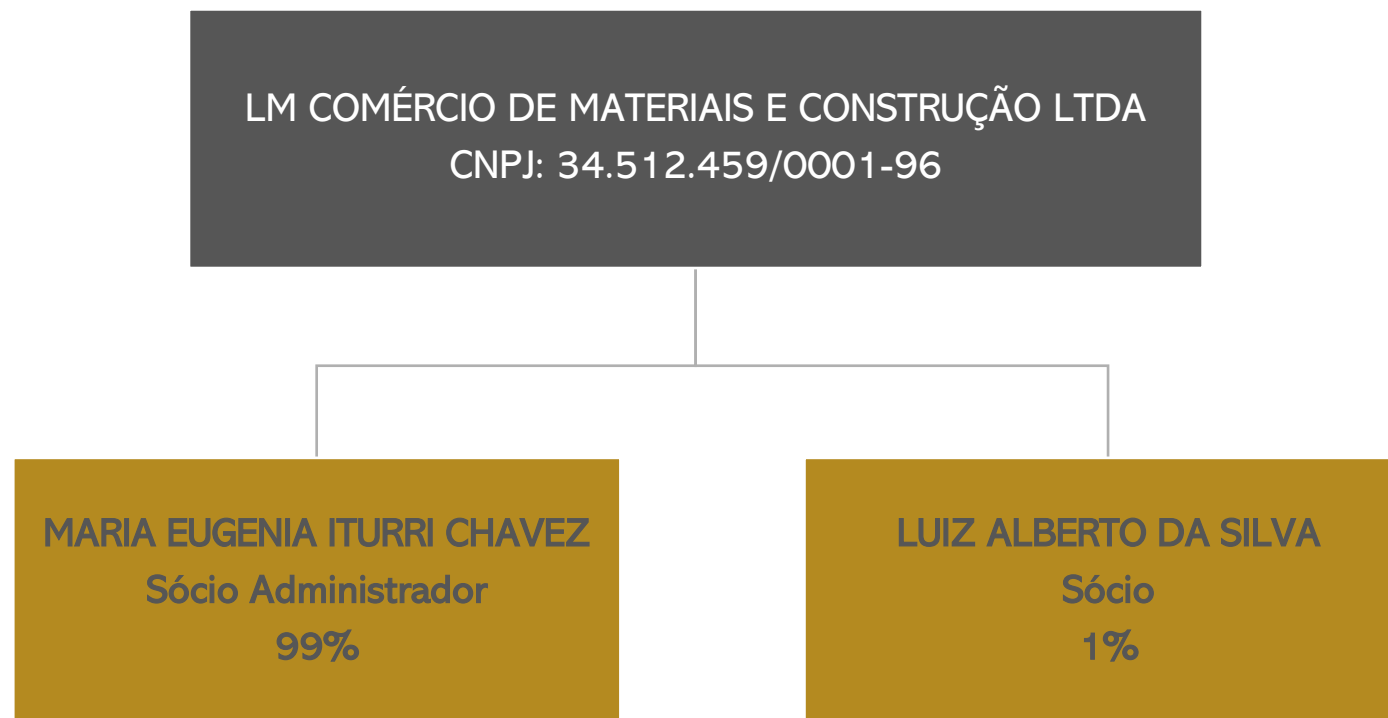 LM COMÉRCIO DE MATERIAIS E CONSTRUÇÃO LTDA
CNPJ: 34.512.459/0001-96
MARIA EUGENIA ITURRI CHAVEZ
Sócio Administrador
99%
LUIZ ALBERTO DA SILVA
Sócio
1%